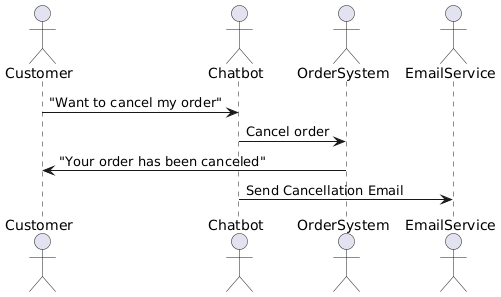 Customer Chatbot OrderSystem EmailService
"Want to cancel my order"
Cancel order
"Your order has been canceled"
Send Cancellation Email
Customer Chatbot OrderSystem EmailService